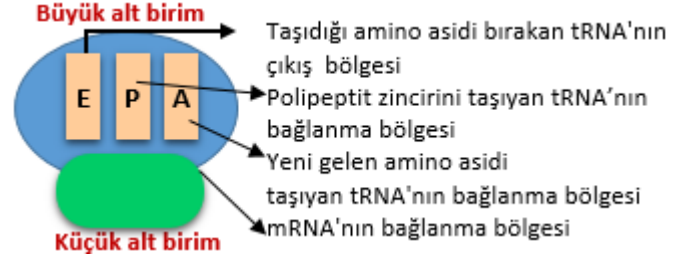 Büyük alt birim
Taşıdığı amino asidi bırakan tRNA'nın
çıkış bölgesi
E P A
Polipeptit zincirini taşıyan tRNA’nın
bağlanma bölgesi
Yeni gelen amino asidi
taşıyan tRNA'nın bağlanma bölgesi
mRNA'nın bağlanma bölgesi
Küçük alt birim